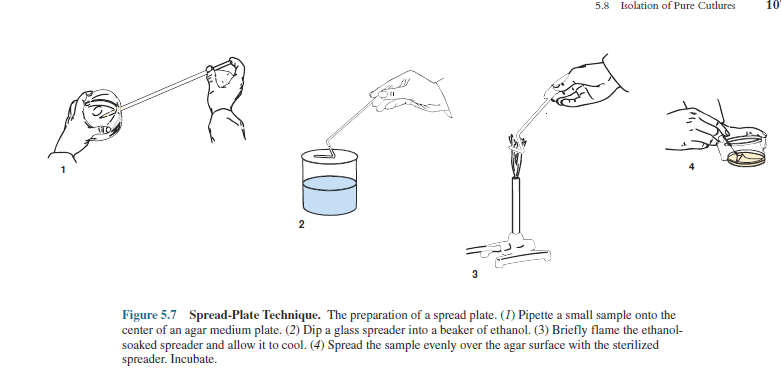 5.8 Isolation of Pure Cutlures 10
1
2
3
4
Figure 5.7 Spread-Plate Technique. The preparation of a spread plate. (1) Pipette a small sample onto the
center of an agar medium plate. (2) Dip a glass spreader into a beaker of ethanol. (3) Briefly flame the ethanol-
soaked spreader and allow it to cool. (4) Spread the sample evenly over the agar surface with the sterilized
spreader. Incubate.